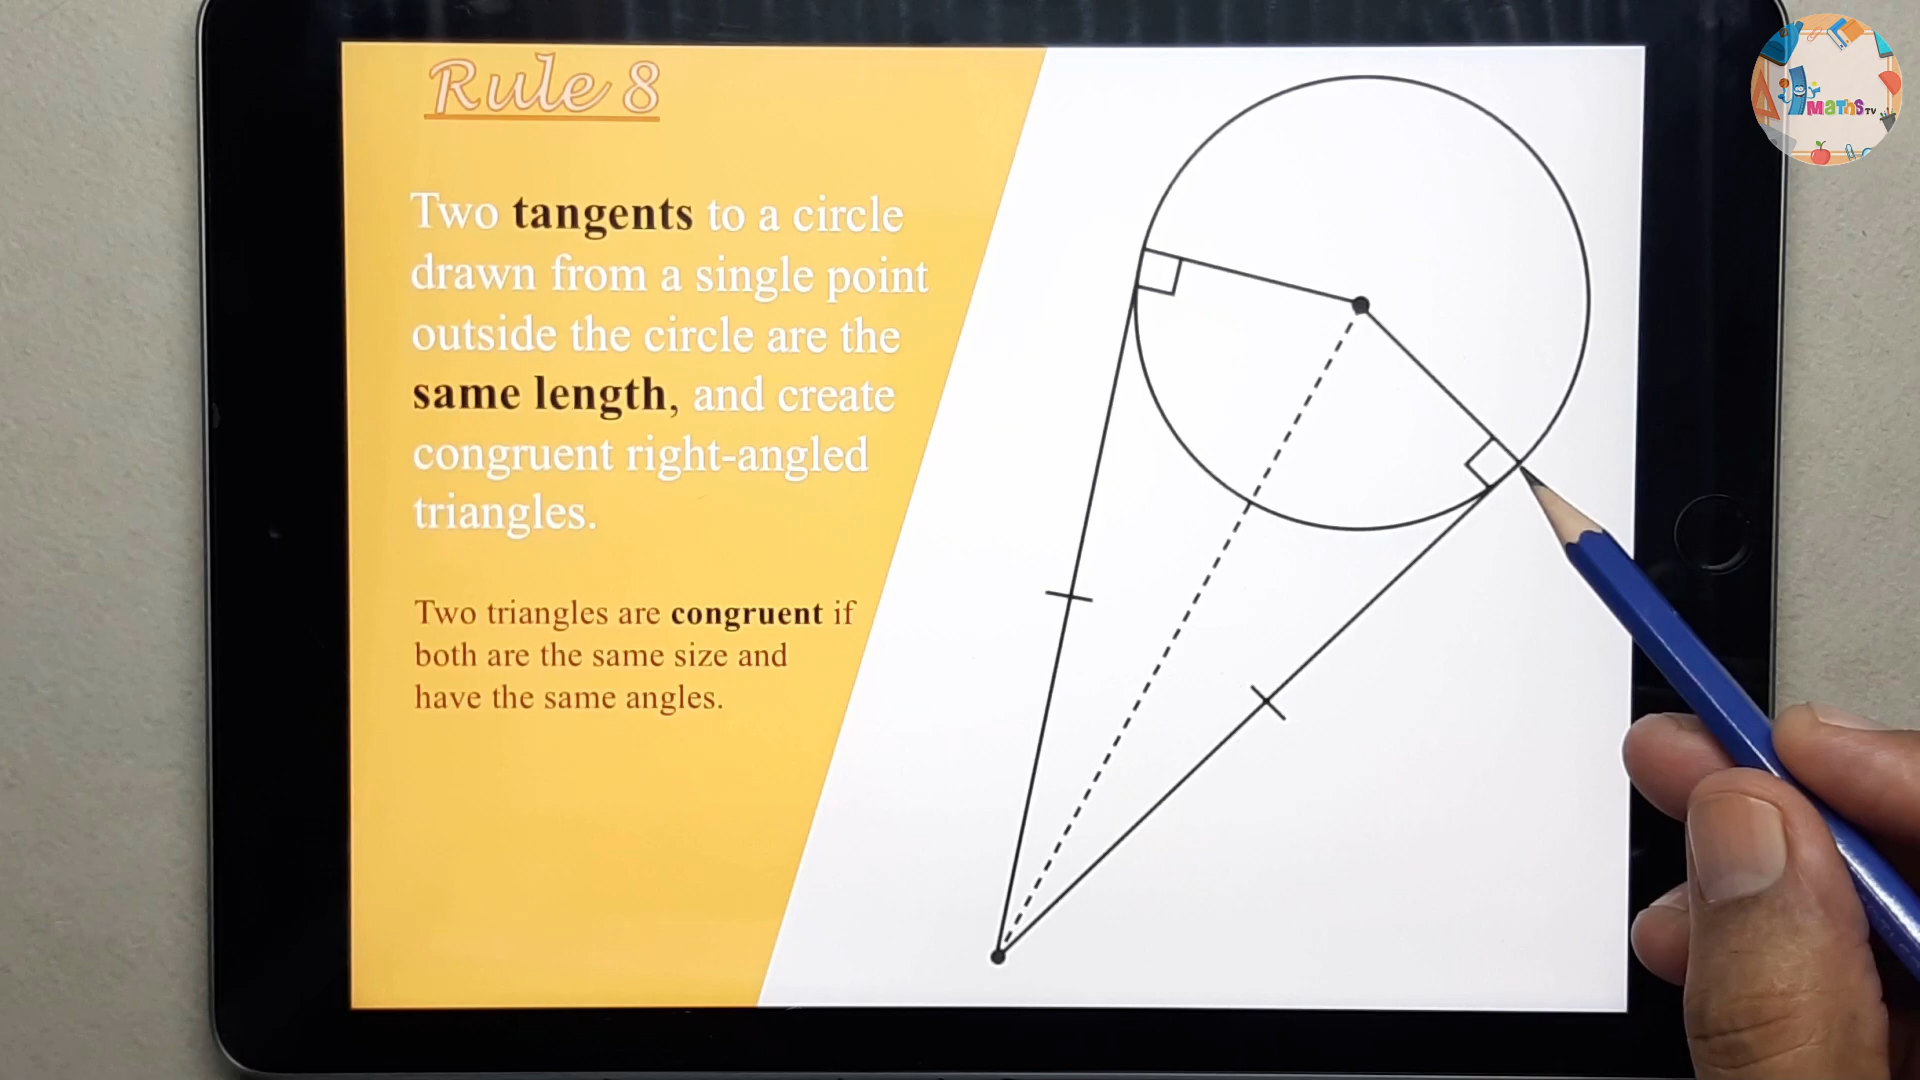 Rule 8
Two tangents to a circle
drawn from a single point
outside the circle are the
same length, and create
congruent right-angled
triangles.
Two triangles are congruent if
both are the same size and
have the same angles.
MATHS TV